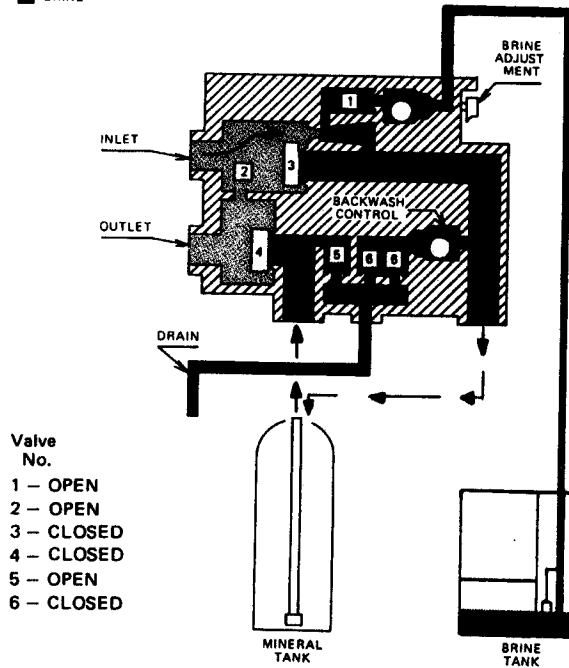 BRINE
BRINE
ADJUST
MENT
1
INLET
3
2
BACKWASH
CONTROL
OUTLET
4
5
6
6
DRAIN
Valve
No.
1 – OPEN
2 – OPEN
3 – CLOSED
4 – CLOSED
5 – OPEN
6 – CLOSED
MINERAL
TANK
BRINE
TANK